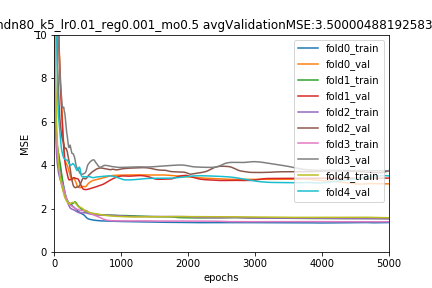 ndn80_k5_lr0.01_reg0.001_mo0.5 avgValidationMSE:3.50000488192583
10
8
6
4
2
0
MSE
0 1000 2000 3000 4000 5000
epochs
fold0_train
fold0_val
fold1_train
fold1_val
fold2_train
fold2_val
fold3_train
fold3_val
fold4_train
fold4_val